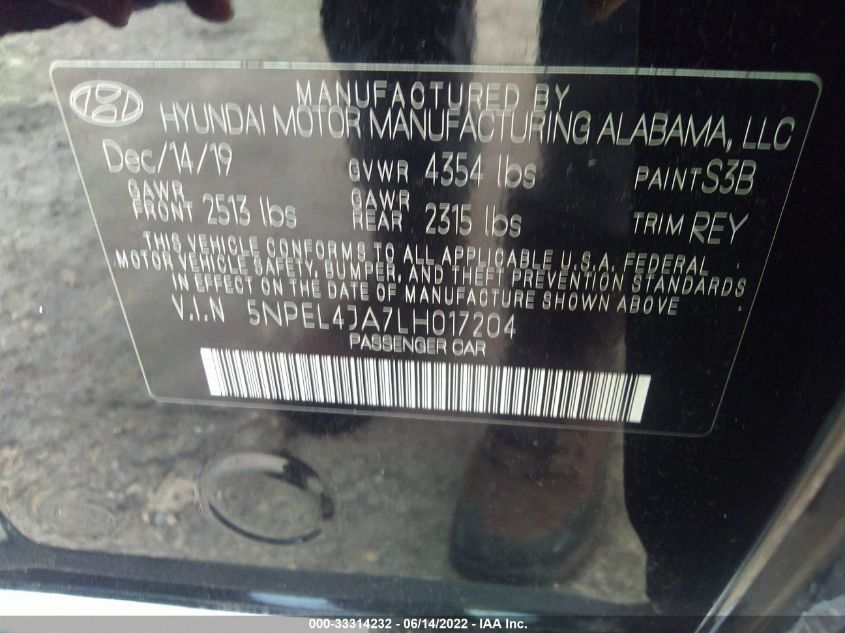 MANUFACTURED BY
HYUNDAI MOTOR MANUFACTURING ALABAMA, LLC
Dec/14/19 GVWR 4354 lbs PAINT S3B
GAWR FRONT 2513 lbs GAWR REAR 2315 lbs TRIM REY
THIS VEHICLE CONFORMS TO ALL APPLICABLE U.S.A. FEDERAL
MOTOR VEHICLE SAFETY, BUMPER, AND THEFT PREVENTION STANDARDS
IN EFFECT ON THE DATE OF MANUFACTURE SHOWN ABOVE
V.I.N 5NPEL4JA7LH017204
PASSENGER CAR
000-33314232 - 06/14/2022 - IAA Inc.